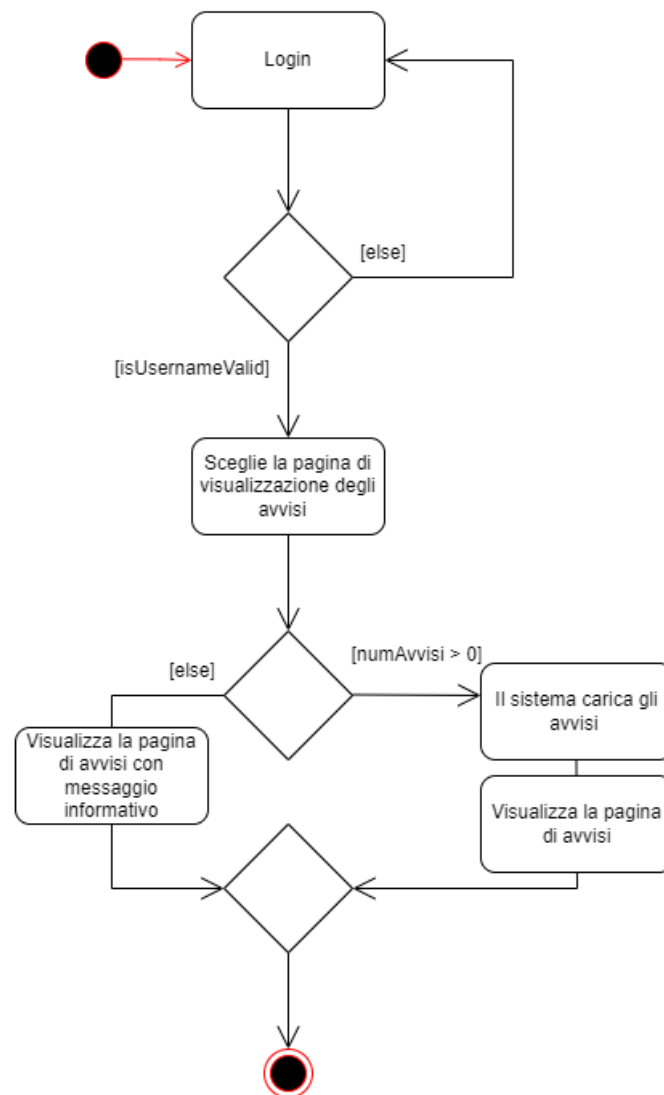 Login
[else]
[isUsernameValid]
Sceglie la pagina di
visualizzazione degli
avvisi
[else]
[numAvvisi > 0]
Il sistema carica gli
avvisi
Visualizza la pagina
di avvisi con
messaggio
informativo
Visualizza la pagina
di avvisi